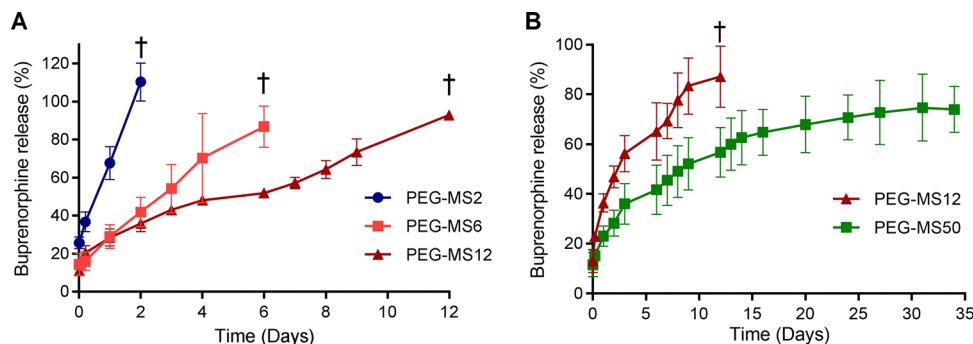 A
Buprenorphine release (%)
120
100
80
60
40
20
0
† † †
PEG-MS2
PEG-MS6
PEG-MS12
0 2 4 6 8 10 12
Time (Days)
B
Buprenorphine release (%)
100
80
60
40
20
0
†
PEG-MS12
PEG-MS50
0 5 10 15 20 25 30 35
Time (Days)